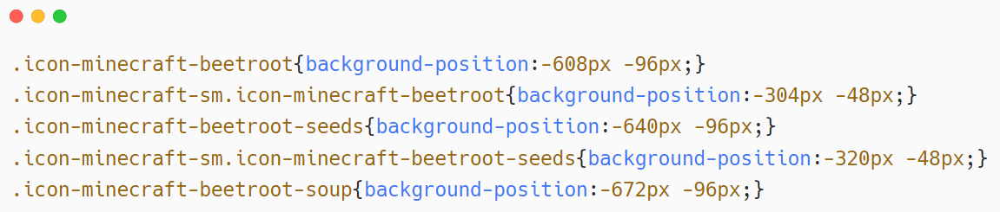 .icon-minecraft-beetroot{background-position:-608px -96px;}
.icon-minecraft-sm.icon-minecraft-beetroot{background-position:-304px -48px;}
.icon-minecraft-beetroot-seeds{background-position:-640px -96px;}
.icon-minecraft-sm.icon-minecraft-beetroot-seeds{background-position:-320px -48px;}
.icon-minecraft-beetroot-soup{background-position:-672px -96px;}